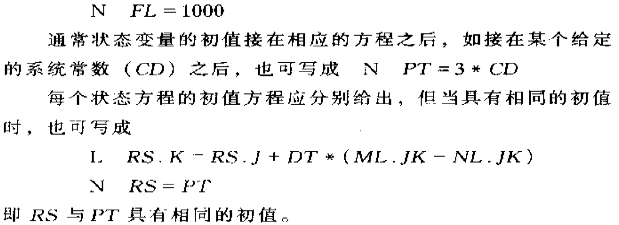 N FL = 1000
通常状态变量的初值接在相应的方程之后，如接在某个给定
的系统常数（CD）之后，也可写成 N PT = 3 * CD
每个状态方程的初值方程应分别给出，但当具有相同的初值
时，也可写成
L RS.K = RS.J + DT * (ML.JK - NL.JK)
N RS = PT
即 RS 与 PT 具有相同的初值。